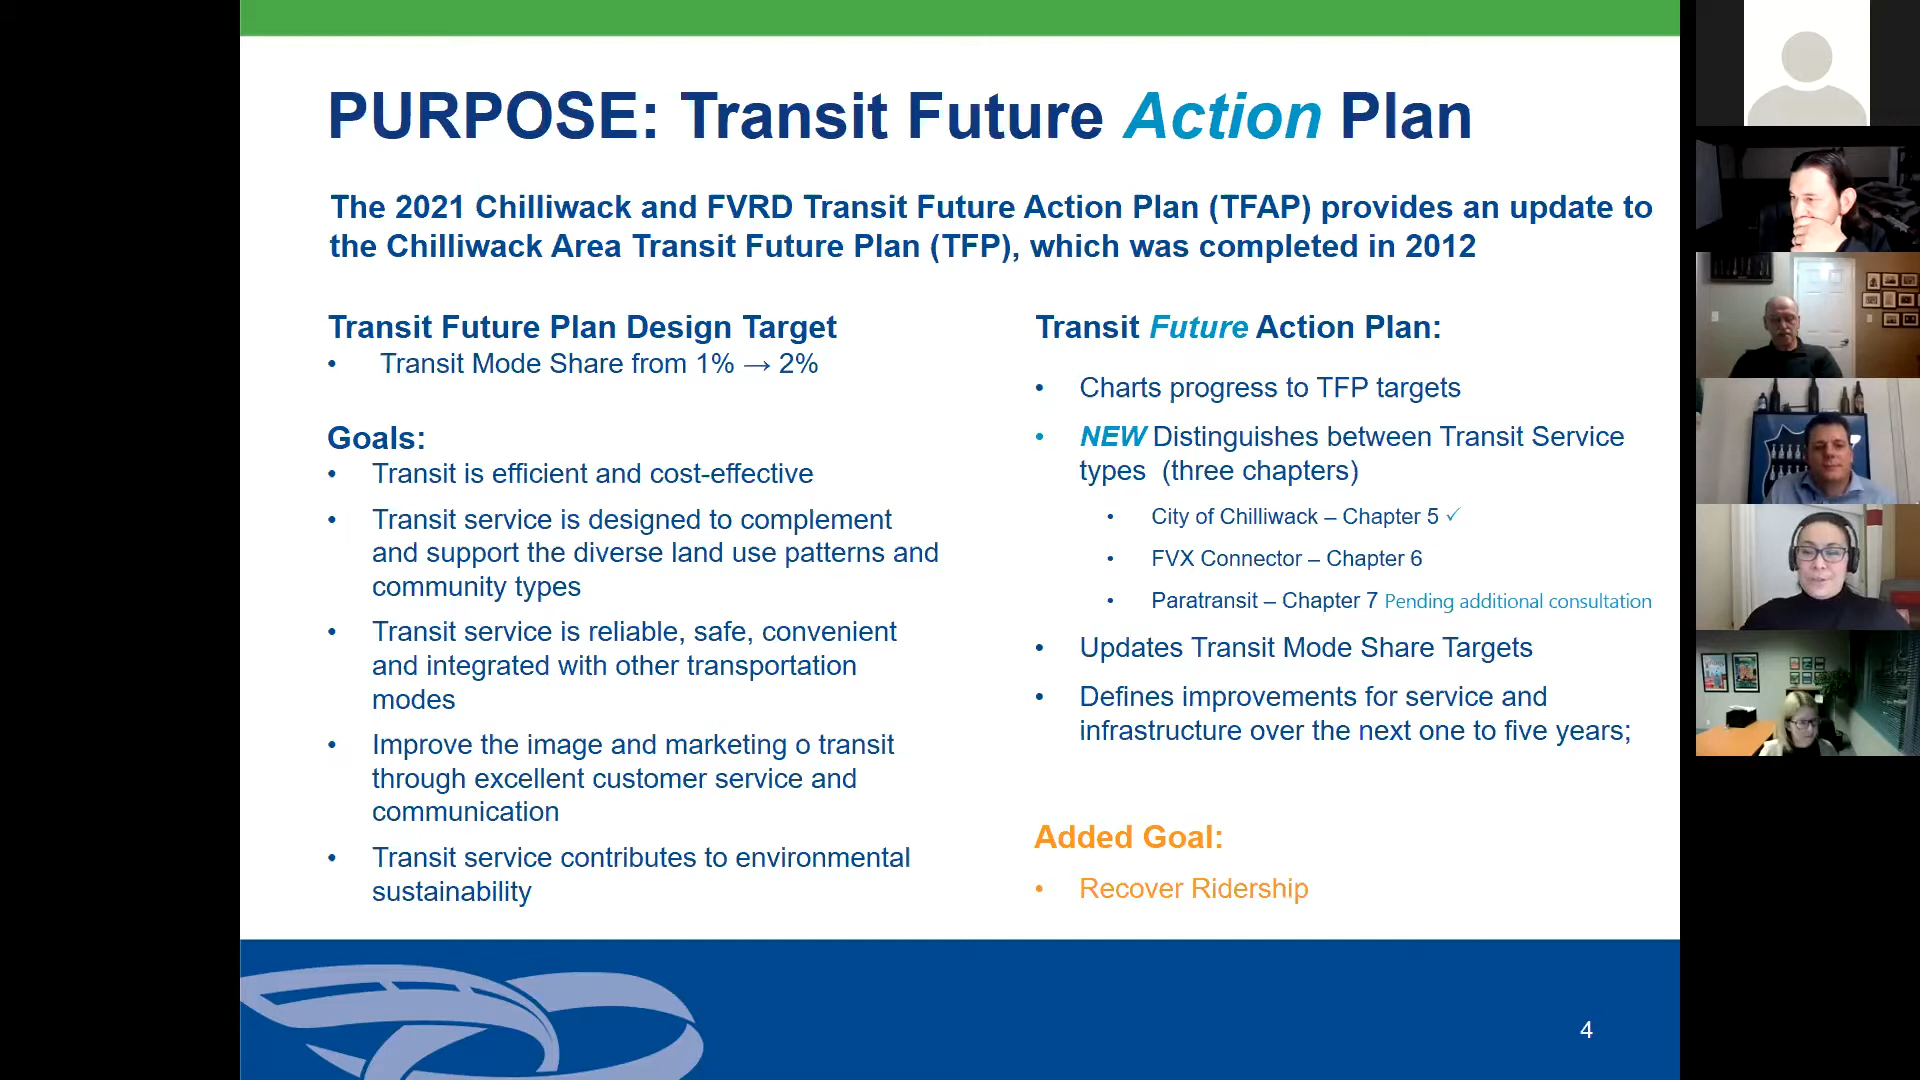 PURPOSE: Transit Future Action Plan
The 2021 Chilliwack and FVRD Transit Future Action Plan (TFAP) provides an update to
the Chilliwack Area Transit Future Plan (TFP), which was completed in 2012
Transit Future Plan Design Target
• Transit Mode Share from 1% → 2%
Goals:
• Transit is efficient and cost-effective
• Transit service is designed to complement
and support the diverse land use patterns and
community types
• Transit service is reliable, safe, convenient
and integrated with other transportation
modes
• Improve the image and marketing o transit
through excellent customer service and
communication
• Transit service contributes to environmental
sustainability
Transit Future Action Plan:
• Charts progress to TFP targets
• NEW Distinguishes between Transit Service
types (three chapters)
• City of Chilliwack – Chapter 5 ✓
• FVX Connector – Chapter 6
• Paratransit – Chapter 7 Pending additional consultation
• Updates Transit Mode Share Targets
• Defines improvements for service and
infrastructure over the next one to five years;
Added Goal:
• Recover Ridership
4